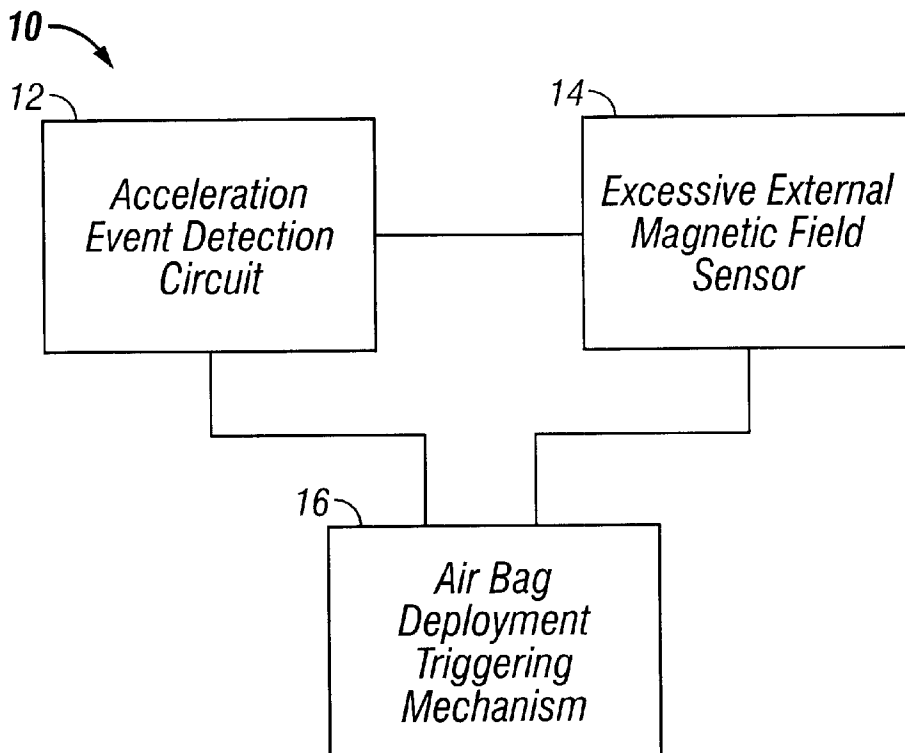 10
12
14
Acceleration
Event Detection
Circuit
Excessive External
Magnetic Field
Sensor
16
Air Bag
Deployment
Triggering
Mechanism